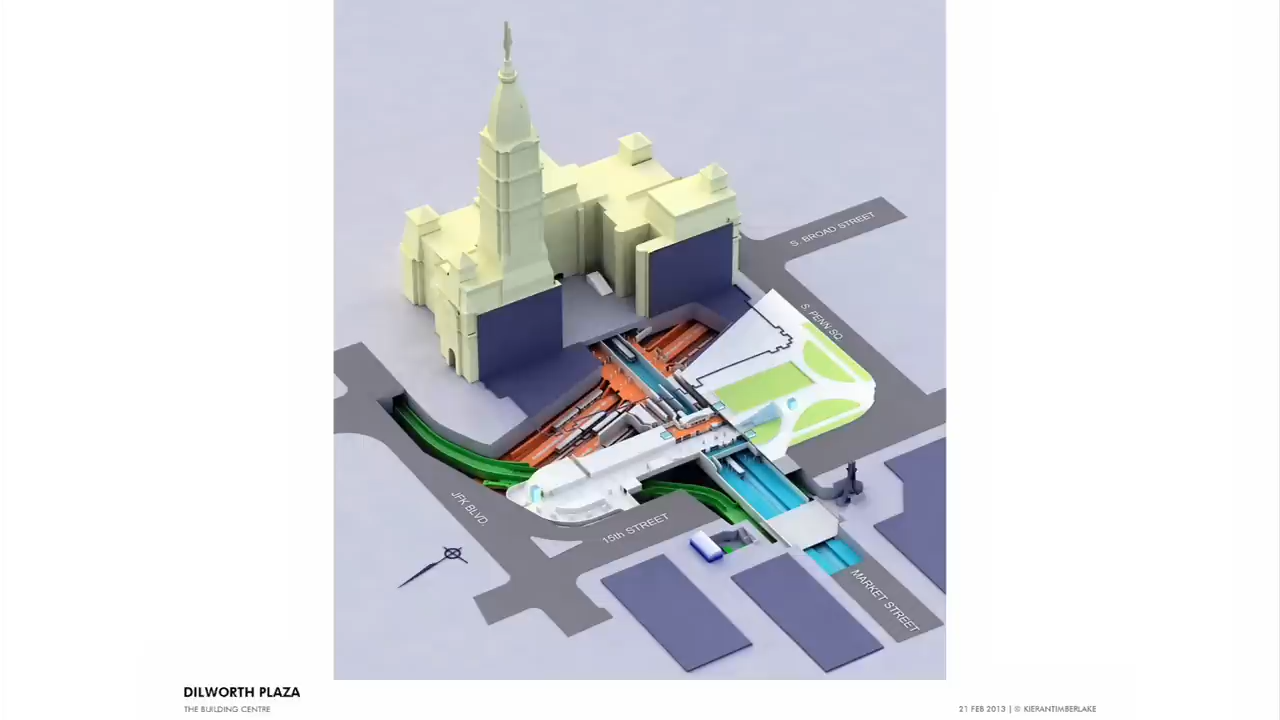 S. BROAD STREET
S. PENN SQ.
JFK BLVD.
15th STREET
MARKET STREET
DILWORTH PLAZA
THE BUILDING CENTRE
21 FEB 2013 | © KIERANTIMBERLAKE